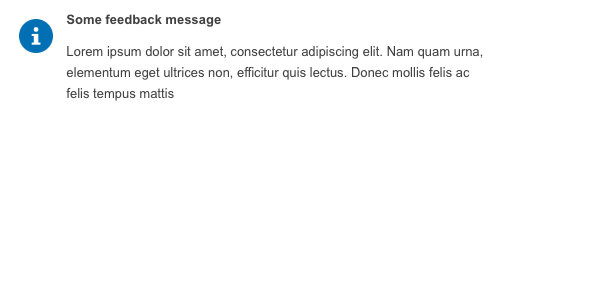 Some feedback message
Lorem ipsum dolor sit amet, consectetur adipiscing elit. Nam quam urna,
elementum eget ultrices non, efficitur quis lectus. Donec mollis felis ac
felis tempus mattis